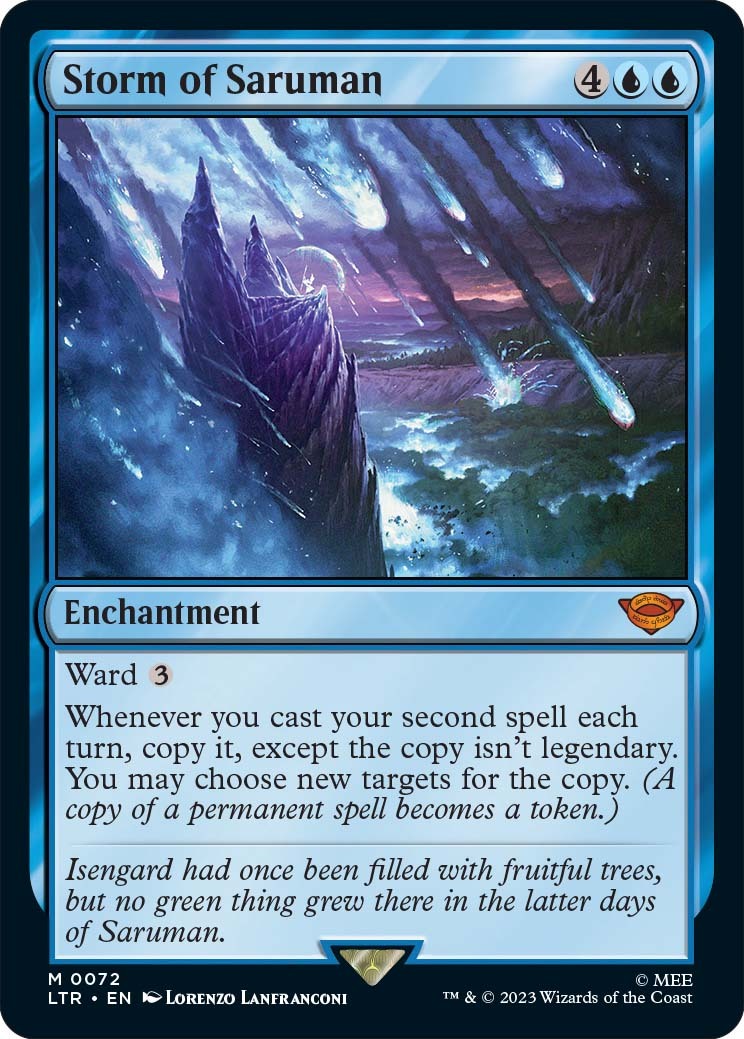 Storm of Saruman 4
Enchantment
Ward 3
Whenever you cast your second spell each
turn, copy it, except the copy isn't legendary.
You may choose new targets for the copy. (A
copy of a permanent spell becomes a token.)
Isengard had once been filled with fruitful trees,
but no green thing grew there in the latter days
of Saruman.
M 0072
© MEE
LTR • EN Lorenzo Lanfranconi
™ & © 2023 Wizards of the Coast